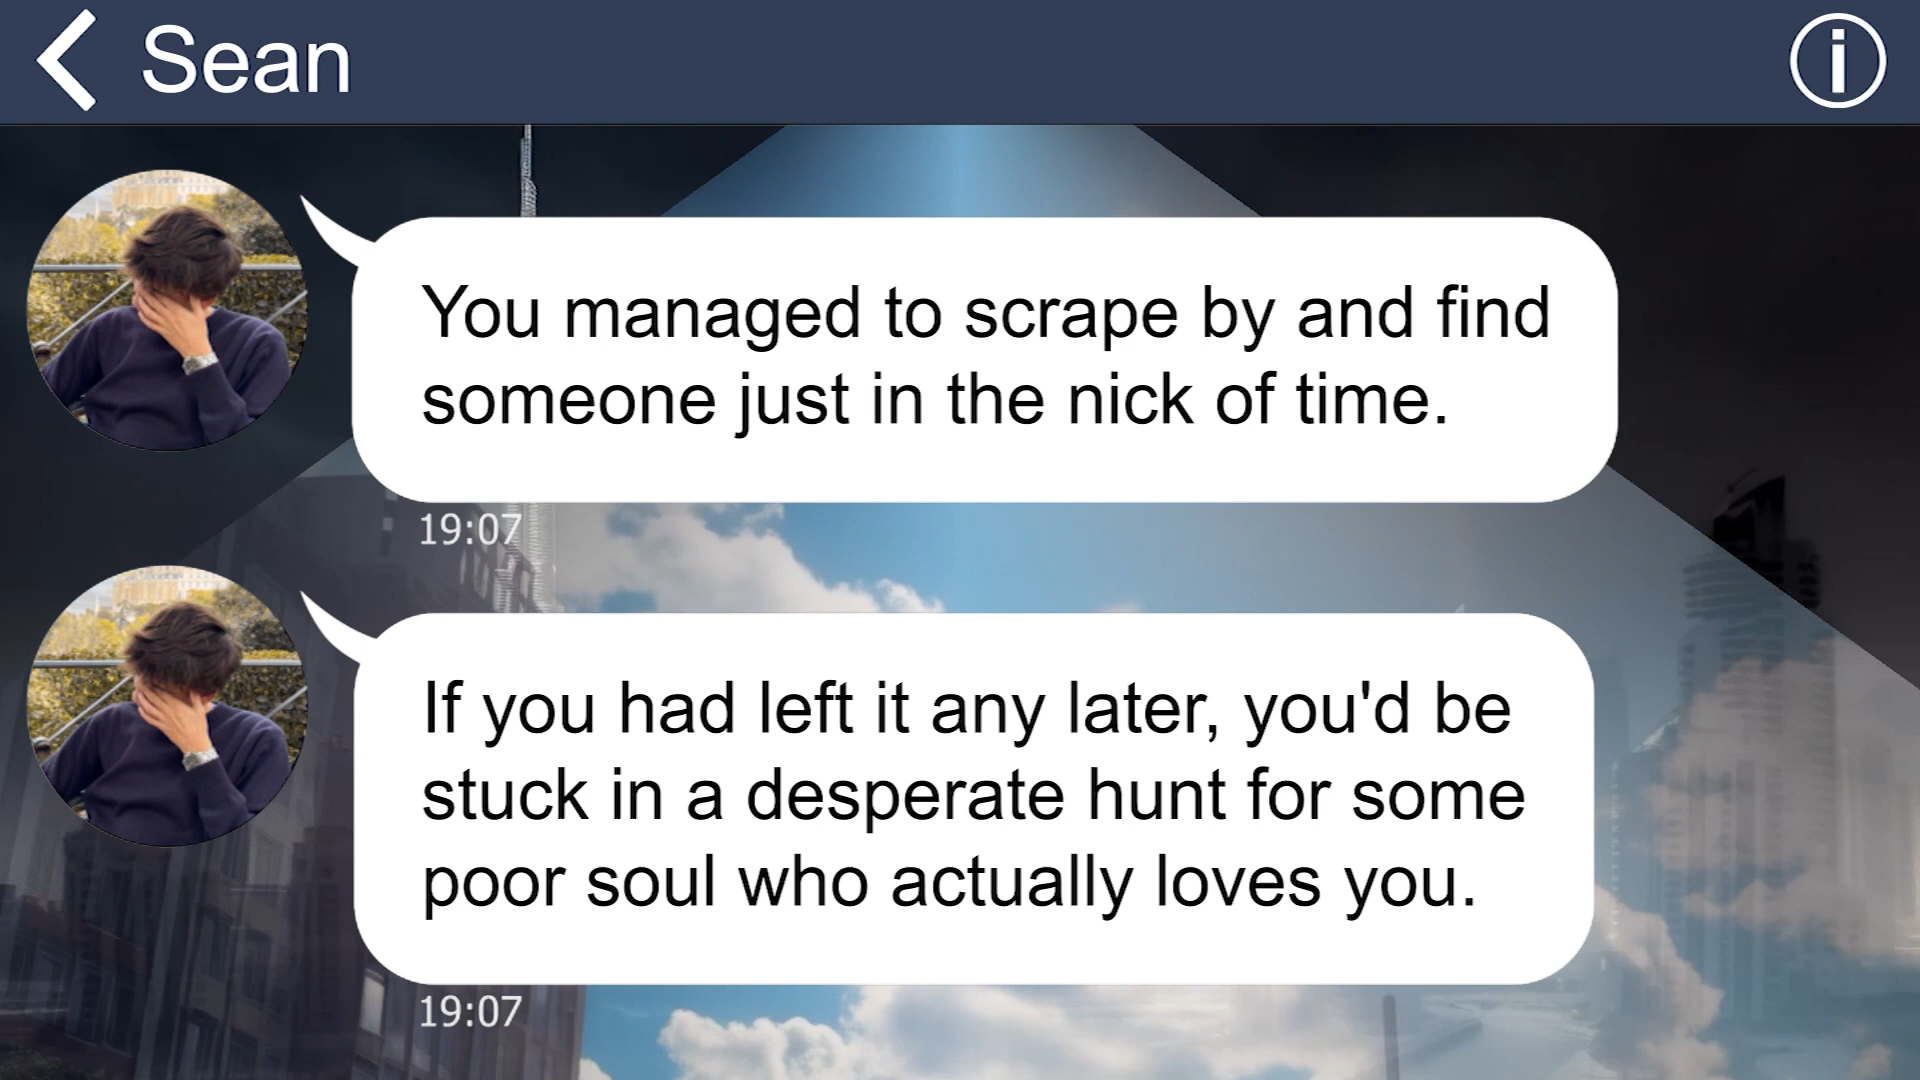 Sean
You managed to scrape by and find
someone just in the nick of time.
19:07
If you had left it any later, you'd be
stuck in a desperate hunt for some
poor soul who actually loves you.
19:07